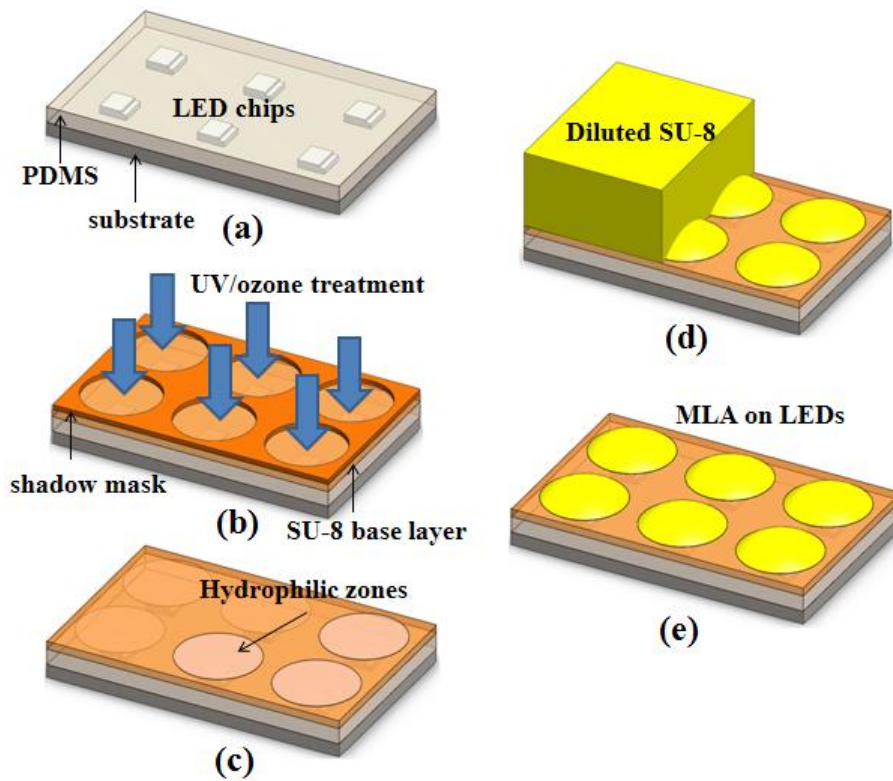 LED chips
PDMS
substrate
(a)
UV/ozone treatment
shadow mask
SU-8 base layer
(b)
Hydrophilic zones
(c)
Diluted SU-8
(d)
MLA on LEDs
(e)